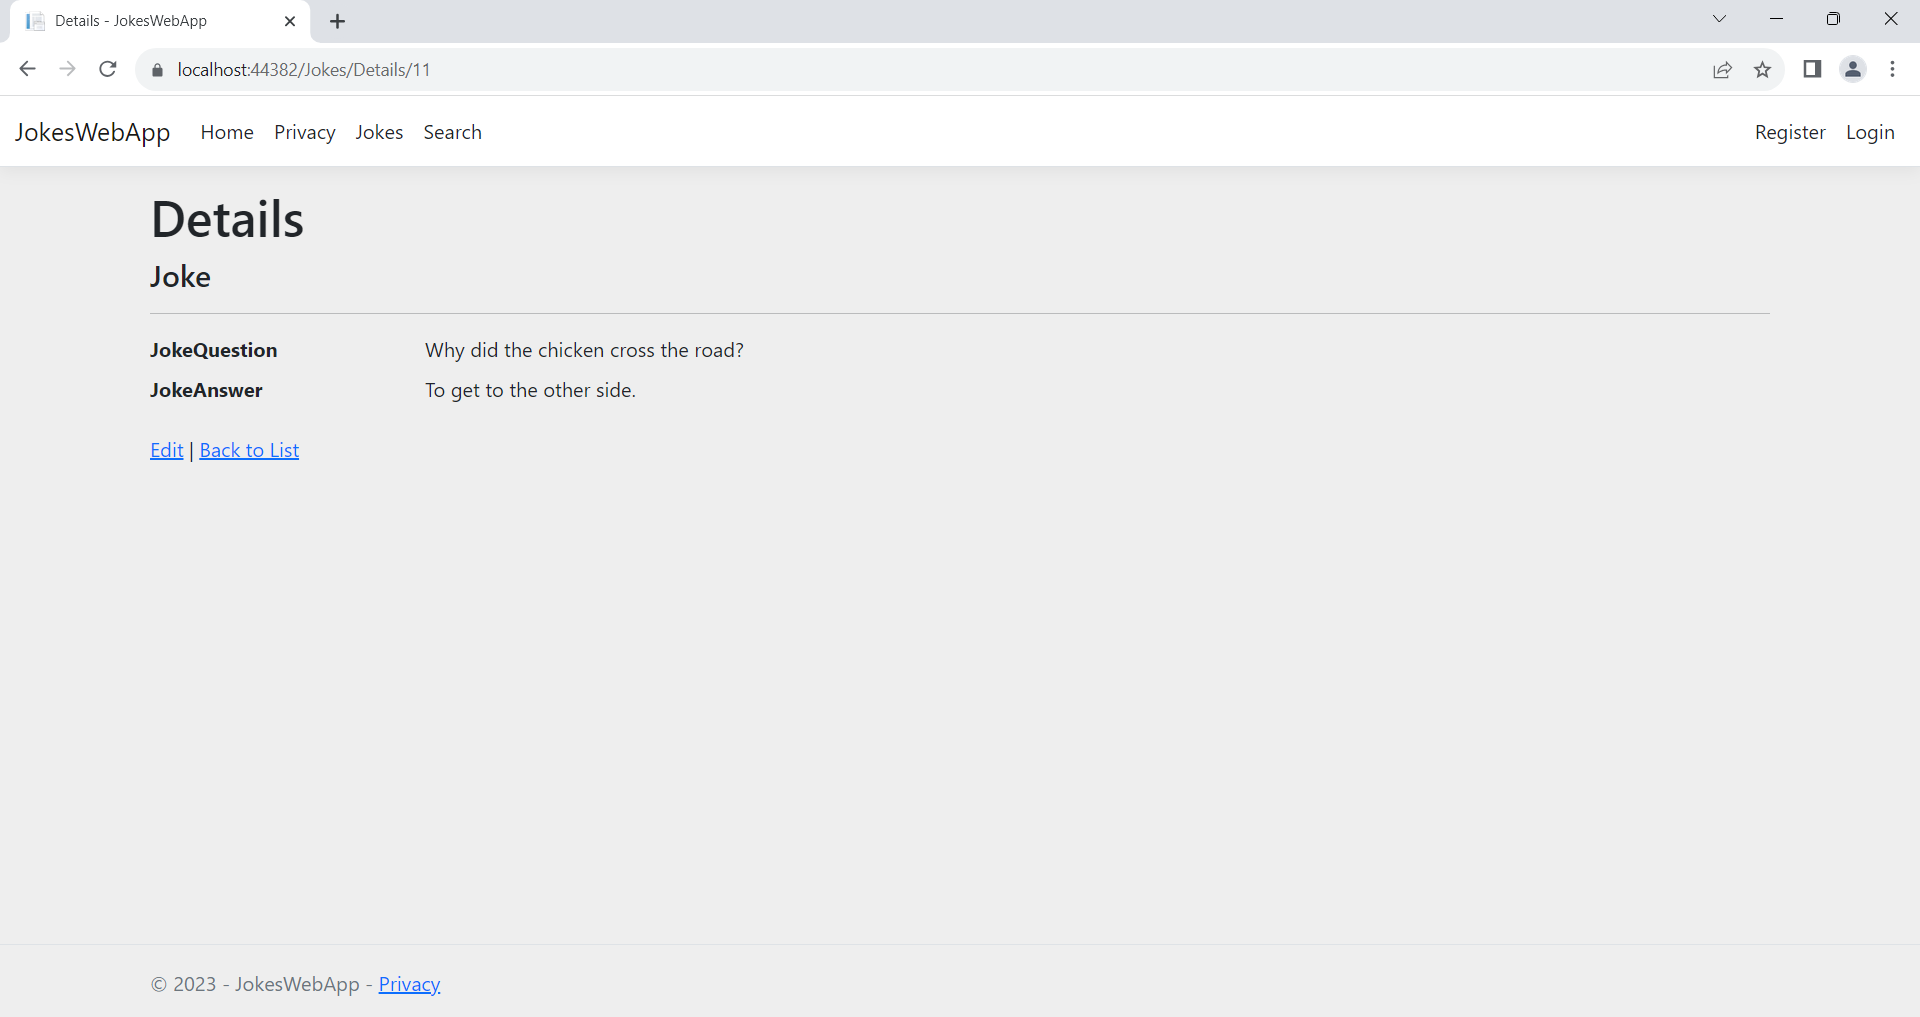 Details - JokesWebApp
localhost:44382/Jokes/Details/11
JokesWebApp Home Privacy Jokes Search Register Login
Details
Joke
JokeQuestion Why did the chicken cross the road?
JokeAnswer To get to the other side.
Edit | Back to List
© 2023 - JokesWebApp - Privacy